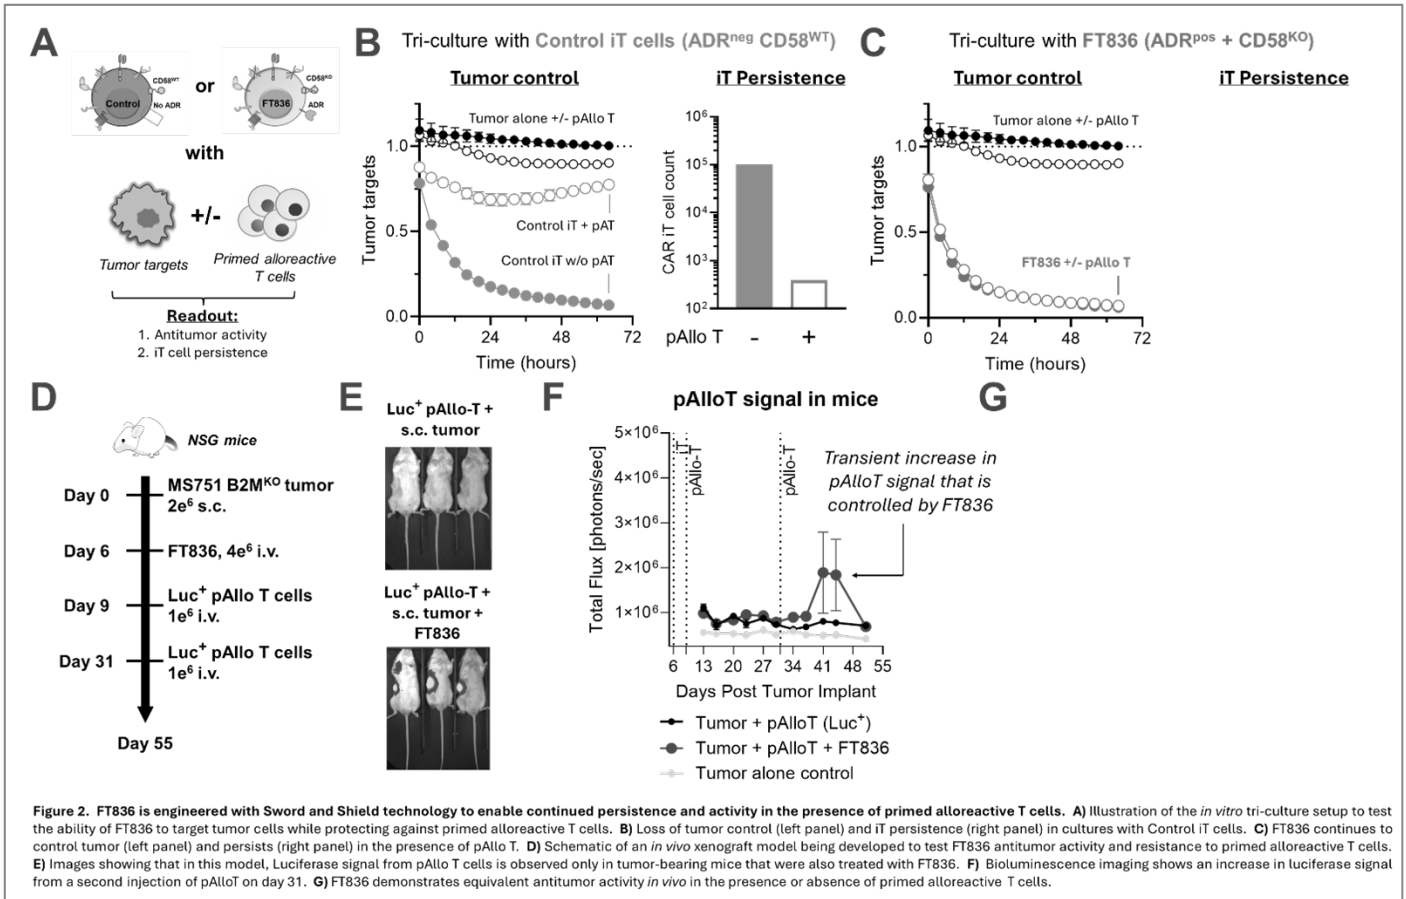 A
CD58WT
Control
No ADR
or
CD58KO
FT836
ADR
with
+/-
Tumor targets
Primed alloreactive
T cells
Readout:
1. Antitumor activity
2. iT cell persistence
B
Tri-culture with Control iT cells (ADRneg CD58WT)
Tumor control
Tumor targets
1.0
0.5
0.0
Tumor alone +/- pAllo T
Control iT + pAT
Control iT w/o pAT
0
24
48
72
Time (hours)
iT Persistence
CAR iT cell count
10⁶
10⁵
10⁴
10³
10²
pAllo T
-
+
C
Tri-culture with FT836 (ADRpos + CD58KO)
Tumor control
iT Persistence
Tumor targets
1.0
0.5
0.0
Tumor alone +/- pAllo T
FT836 +/- pAllo T
0
24
48
72
Time (hours)
D
NSG mice
Day 0
MS751 B2MKO tumor
2e⁶ s.c.
Day 6
FT836, 4e⁶ i.v.
Day 9
Luc⁺ pAllo T cells
1e⁶ i.v.
Day 31
Luc⁺ pAllo T cells
1e⁶ i.v.
Day 55
E
Luc⁺ pAllo-T +
s.c. tumor
Luc⁺ pAllo-T +
s.c. tumor +
FT836
F
pAlloT signal in mice
Total Flux [photons/sec]
5×10⁶
4×10⁶
3×10⁶
2×10⁶
1×10⁶
iT
pAllo-T
pAllo-T
Transient increase in
pAlloT signal that is
controlled by FT836
6
13
20
27
34
41
48
55
Days Post Tumor Implant
Tumor + pAlloT (Luc⁺)
Tumor + pAlloT + FT836
Tumor alone control
G
Figure 2. FT836 is engineered with Sword and Shield technology to enable continued persistence and activity in the presence of primed alloreactive T cells. A) Illustration of the in vitro tri-culture setup to test
the ability of FT836 to target tumor cells while protecting against primed alloreactive T cells. B) Loss of tumor control (left panel) and iT persistence (right panel) in cultures with Control iT cells. C) FT836 continues to
control tumor (left panel) and persists (right panel) in the presence of pAllo T. D) Schematic of an in vivo xenograft model being developed to test FT836 antitumor activity and resistance to primed alloreactive T cells.
E) Images showing that in this model, Luciferase signal from pAllo T cells is observed only in tumor-bearing mice that were also treated with FT836. F) Bioluminescence imaging shows an increase in luciferase signal
from a second injection of pAlloT on day 31. G) FT836 demonstrates equivalent antitumor activity in vivo in the presence or absence of primed alloreactive T cells.